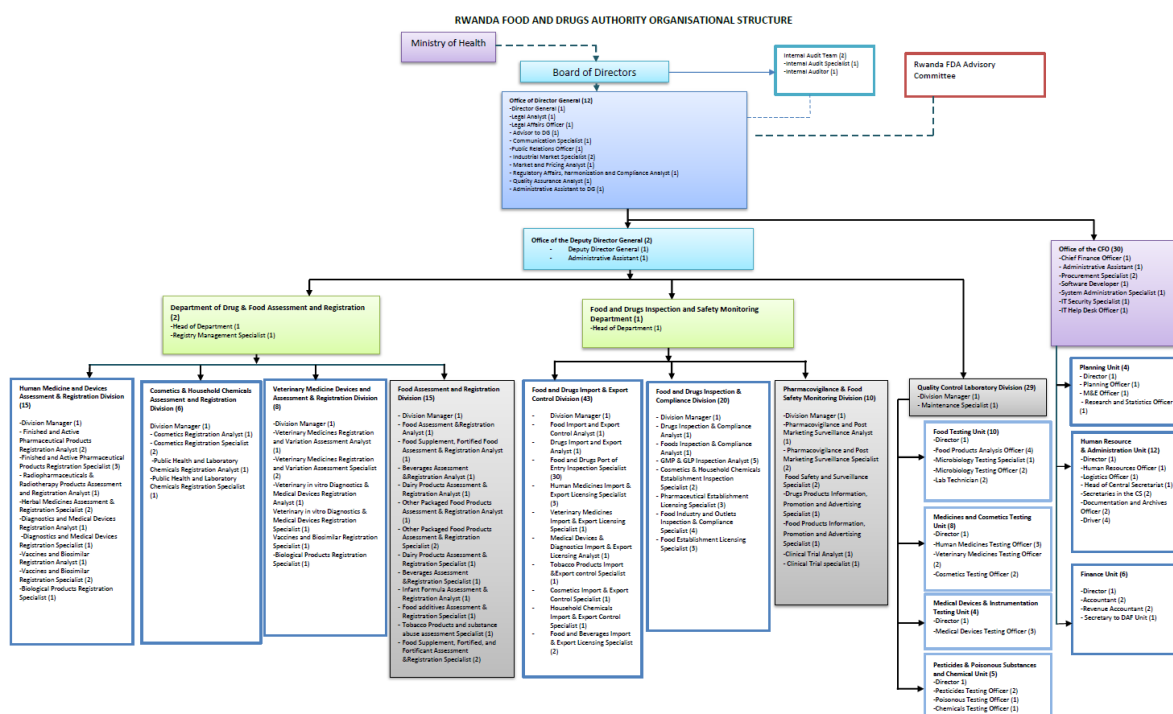 RWANDA FOOD AND DRUGS AUTHORITY ORGANISATIONAL STRUCTURE
Ministry of Health
Board of Directors
Internal Audit Team (2)
-Internal Audit Specialist (1)
-Internal Auditor (1)
Rwanda FDA Advisory
Committee
Office of Director General (12)
-Director General (1)
-Legal Analyst (1)
-Legal Affairs Officer (1)
- Advisor to DG (1)
- Communication Specialist (1)
-Public Relations Officer (1)
- Industrial Market Specialist (2)
- Market and Pricing Analyst (1)
- Regulatory Affairs, harmonization and Compliance Analyst (1)
- Quality Assurance Analyst (1)
- Administrative Assistant to DG (1)
Office of the Deputy Director General (2)
- Deputy Director General (1)
- Administrative Assistant (1)
Office of the CFO (30)
-Chief Finance Officer (1)
- Administrative Assistant (1)
-Procurement Specialist (2)
-Software Developer (1)
-System Administration Specialist (1)
-IT Security Specialist (1)
-IT Help Desk Officer (1)
Department of Drug & Food Assessment and Registration
(2)
-Head of Department (1
-Registry Management Specialist (1)
Food and Drugs Inspection and Safety Monitoring
Department (1)
-Head of Department (1)
Human Medicine and Devices
Assessment & Registration Division
(15)
- Division Manager (1)
- Finished and Active
Pharmaceutical Products
Registration Analyst (2)
-Finished and Active Pharmaceutical
Products Registration Specialist (3)
- Radiopharmaceuticals &
Radiotherapy Products Assessment
and Registration Analyst (1)
-Herbal Medicines Assessment &
Registration Specialist (2)
-Diagnostics and Medical Devices
Registration Analyst (1)
-Diagnostics and Medical Devices
Registration Specialist (1)
-Vaccines and Biosimilar
Registration Analyst (1)
-Vaccines and Biosimilar
Registration Specialist (2)
-Biological Products Registration
Specialist (1)
Cosmetics & Household Chemicals
Assessment and Registration
Division (6)
Division Manager (1)
- Cosmetics Registration Analyst (1)
- Cosmetics Registration Specialist
(2)
-Public Health and Laboratory
Chemicals Registration Analyst (1)
-Public Health and Laboratory
Chemicals Registration Specialist
(1)
Veterinary Medicine Devices and
Assessment & Registration Division
(8)
- Division Manager (1)
-Veterinary Medicines Registration
and Variation Assessment Analyst
(1)
-Veterinary Medicines Registration
and Variation Assessment Specialist
(2)
-Veterinary in vitro Diagnostic &
Medical Devices Registration Analyst
(1)
Veterinary in vitro Diagnostic &
Medical Devices Registration
Specialist (1)
Vaccines and Biosimilar Registration
Specialist (1)
-Biological Products Registration
Specialist (1)
Food Assessment and Registration
Division (15)
- Division Manager (1)
- Food Assessment &Registration
Analyst (1)
- Food Supplement, Fortified Food
Assessment & Registration Analyst
(1)
- Beverages Assessment
&Registration Analyst (1)
- Dairy Products Assessment &
Registration Analyst (1)
- Other Packaged Food Products
Assessment & Registration Analyst
(1)
- Other Packaged Food Products
Assessment & Registration Specialist
(2)
- Dairy Products Assessment &
Registration Specialist (1)
- Beverages Assessment
&Registration Specialist (1)
- Infant Formula Assessment
& Registration Analyst (1)
- Food additives Assessment &
Registration Specialist (1)
- Tobacco Products and substance
abuse assessment Specialist (1)
- Food Supplement, Fortified, and
Fortificant Assessment
&Registration Specialist (2)
Food and Drugs Import & Export
Control Division (43)
- Division Manager (1)
- Food Import and Export
Control Analyst (1)
- Drugs Import and Export
Analyst (1)
- Food and Drugs Port of
Entry Inspection Specialist
(30)
- Human Medicines Import &
Export Licensing Specialist
(3)
- Veterinary Medicines
Import & Export Licensing
Specialist (1)
- Medical Devices &
Diagnostics Import & Export
Licensing Analyst (1)
- Tobacco Products Import
&Export control Specialist
(1)
- Cosmetics Import & Export
Control Specialist (1)
- Household Chemicals
Import & Export Control
Specialist (1)
- Food and Beverages Import
& Export Licensing Specialist
(2)
Food and Drugs Inspection &
Compliance Division (20)
- Division Manager (1)
- Drugs Inspection & Compliance
Analyst (1)
- Foods Inspection & Compliance
Analyst (1)
- GMP & GLP Inspection Analyst (5)
- Cosmetics & Household Chemicals
Establishment Inspection Specialist
(2)
- Pharmaceutical Establishment
Licensing Specialist (3)
- Food Industry and Outlets
Inspection & Compliance Specialist
(4)
- Food Establishment Licensing
Specialist (3)
Pharmacovigilance & Food
Safety Monitoring Division (10)
- Division Manager (1)
-Pharmacovigilance and Post
Marketing Surveillance Analyst
(1)
- Pharmacovigilance and Post
Marketing Surveillance Specialist
(2)
-Food Safety and Surveillance
Specialist (2)
-Drugs Products Information,
Promotion and Advertising
Specialist (1)
-Food Products Information,
Promotion and Advertising
Specialist (1)
- Clinical Trial Analyst (1)
- Clinical Trial specialist (1)
Quality Control Laboratory Division (29)
-Division Manager (1)
- Maintenance Specialist (1)
Food Testing Unit (10)
-Director (1)
-Food Products Analysis Officer (4)
-Microbiology Testing Specialist (1)
-Microbiology Testing Officer (2)
- Lab Technician (2)
Medicines and Cosmetics Testing
Unit (8)
-Director (1)
-Human Medicines Testing Officer (3)
-Veterinary Medicines Testing Officer
(2)
-Cosmetics Testing Officer (2)
Medical Devices & Instrumentation
Testing Unit (4)
-Director (1)
-Medical Devices Testing Officer (3)
Pesticides & Poisonous Substances
and Chemical Unit (5)
-Director 1)
-Pesticides Testing Officer (2)
-Poisonous Testing Officer (1)
-Chemicals Testing Officer (1)
Planning Unit (4)
- Director (1)
- Planning Officer (1)
- M&E Officer (1)
- Research and Statistics Officer
(1)
Human Resource
& Administration Unit (12)
-Director (1)
-Human Resources Officer (1)
-Logistics Officer (1)
- Head of Central Secretariat (1)
-Secretaries in the CS (2)
-Documentation and Archives
Officer (2)
-Driver (4)
Finance Unit (6)
-Director (1)
-Accountant (2)
-Revenue Accountant (2)
-Secretary to DAF Unit (1)